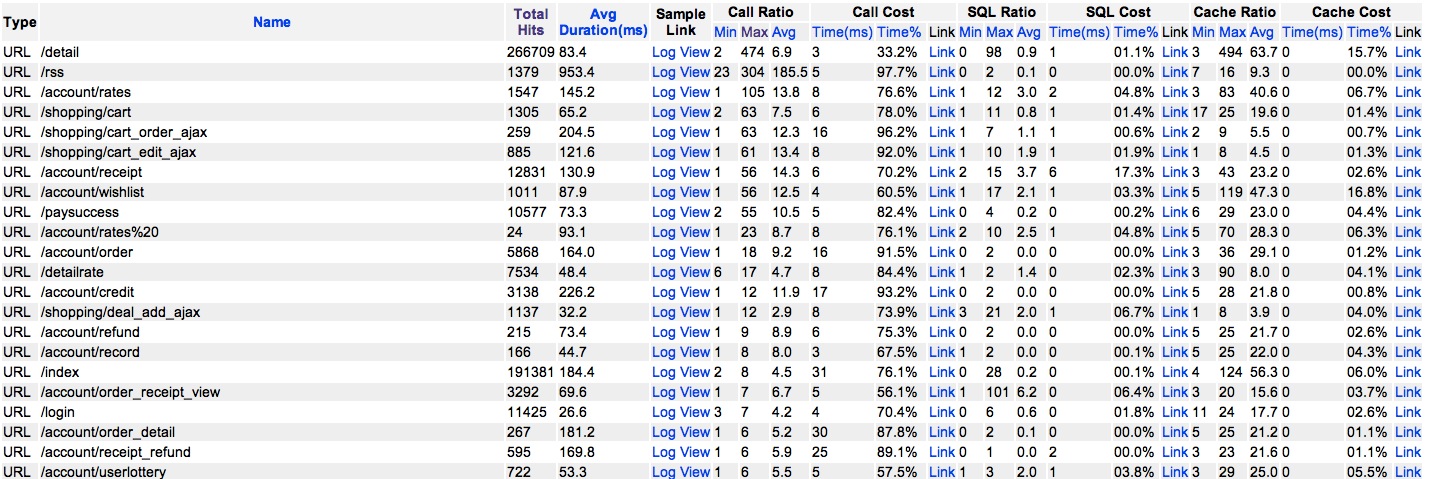 Type Name Total Hits Avg Duration(ms) Sample Link Call Ratio Call Cost SQL Ratio SQL Cost Cache Ratio Cache Cost
Min Max Avg Time(ms) Time% Link Min Max Avg Time(ms) Time% Link Min Max Avg Time(ms) Time% Link
URL /detail 266709 83.4 Log View 2 474 6.9 3 33.2% Link 0 98 0.9 1 01.1% Link 3 494 63.7 0 15.7% Link
URL /rss 1379 953.4 Log View 23 304 185.5 5 97.7% Link 0 2 0.1 0 00.0% Link 7 16 9.3 0 00.0% Link
URL /account/rates 1547 145.2 Log View 1 105 13.8 8 76.6% Link 1 12 3.0 2 04.8% Link 3 83 40.6 0 06.7% Link
URL /shopping/cart 1305 65.2 Log View 2 63 7.5 6 78.0% Link 1 11 0.8 1 01.4% Link 17 25 19.6 0 01.4% Link
URL /shopping/cart_order_ajax 259 204.5 Log View 1 63 12.3 16 96.2% Link 1 7 1.1 1 00.6% Link 2 9 5.5 0 00.7% Link
URL /shopping/cart_edit_ajax 885 121.6 Log View 1 61 13.4 8 92.0% Link 1 10 1.9 1 01.9% Link 1 8 4.5 0 01.3% Link
URL /account/receipt 12831 130.9 Log View 1 56 14.3 6 70.2% Link 2 15 3.7 6 17.3% Link 3 43 23.2 0 02.6% Link
URL /account/wishlist 1011 87.9 Log View 1 56 12.5 4 60.5% Link 1 17 2.1 1 03.3% Link 5 119 47.3 0 16.8% Link
URL /paysuccess 10577 73.3 Log View 2 55 10.5 5 82.4% Link 0 4 0.2 0 00.2% Link 6 29 23.0 0 04.4% Link
URL /account/rates%20 24 93.1 Log View 1 23 8.7 8 76.1% Link 2 10 2.5 1 04.8% Link 5 70 28.3 0 06.3% Link
URL /account/order 5868 164.0 Log View 1 18 9.2 16 91.5% Link 0 2 0.0 0 00.0% Link 3 36 29.1 0 01.2% Link
URL /detailrate 7534 48.4 Log View 6 17 4.7 8 84.4% Link 1 2 1.4 0 02.3% Link 3 90 8.0 0 04.1% Link
URL /account/credit 3138 226.2 Log View 1 12 11.9 17 93.2% Link 0 2 0.0 0 00.0% Link 5 28 21.8 0 00.8% Link
URL /shopping/deal_add_ajax 1137 32.2 Log View 1 12 2.9 8 73.9% Link 3 21 2.0 1 06.7% Link 1 8 3.9 0 04.0% Link
URL /account/refund 215 73.4 Log View 1 9 8.9 6 75.3% Link 0 2 0.0 0 00.0% Link 5 25 21.7 0 02.6% Link
URL /account/record 166 44.7 Log View 1 8 8.0 3 67.5% Link 1 2 0.0 0 00.1% Link 5 25 22.0 0 04.3% Link
URL /index 191381 184.4 Log View 2 8 4.5 31 76.1% Link 0 28 0.2 0 00.1% Link 4 124 56.3 0 06.0% Link
URL /account/order_receipt_view 3292 69.6 Log View 1 7 6.7 5 56.1% Link 1 101 6.2 0 06.4% Link 3 20 15.6 0 03.7% Link
URL /login 11425 26.6 Log View 3 7 4.2 4 70.4% Link 0 6 0.6 0 01.8% Link 11 24 17.7 0 02.6% Link
URL /account/order_detail 267 181.2 Log View 1 6 5.2 30 87.8% Link 0 2 0.1 0 00.0% Link 5 25 21.2 0 01.1% Link
URL /account/receipt_refund 595 169.8 Log View 1 6 5.9 25 89.1% Link 0 1 0.0 2 00.0% Link 3 23 21.6 0 01.1% Link
URL /account/userlottery 722 53.3 Log View 1 6 5.5 5 57.5% Link 1 3 2.0 1 03.8% Link 3 29 25.0 0 05.5% Link